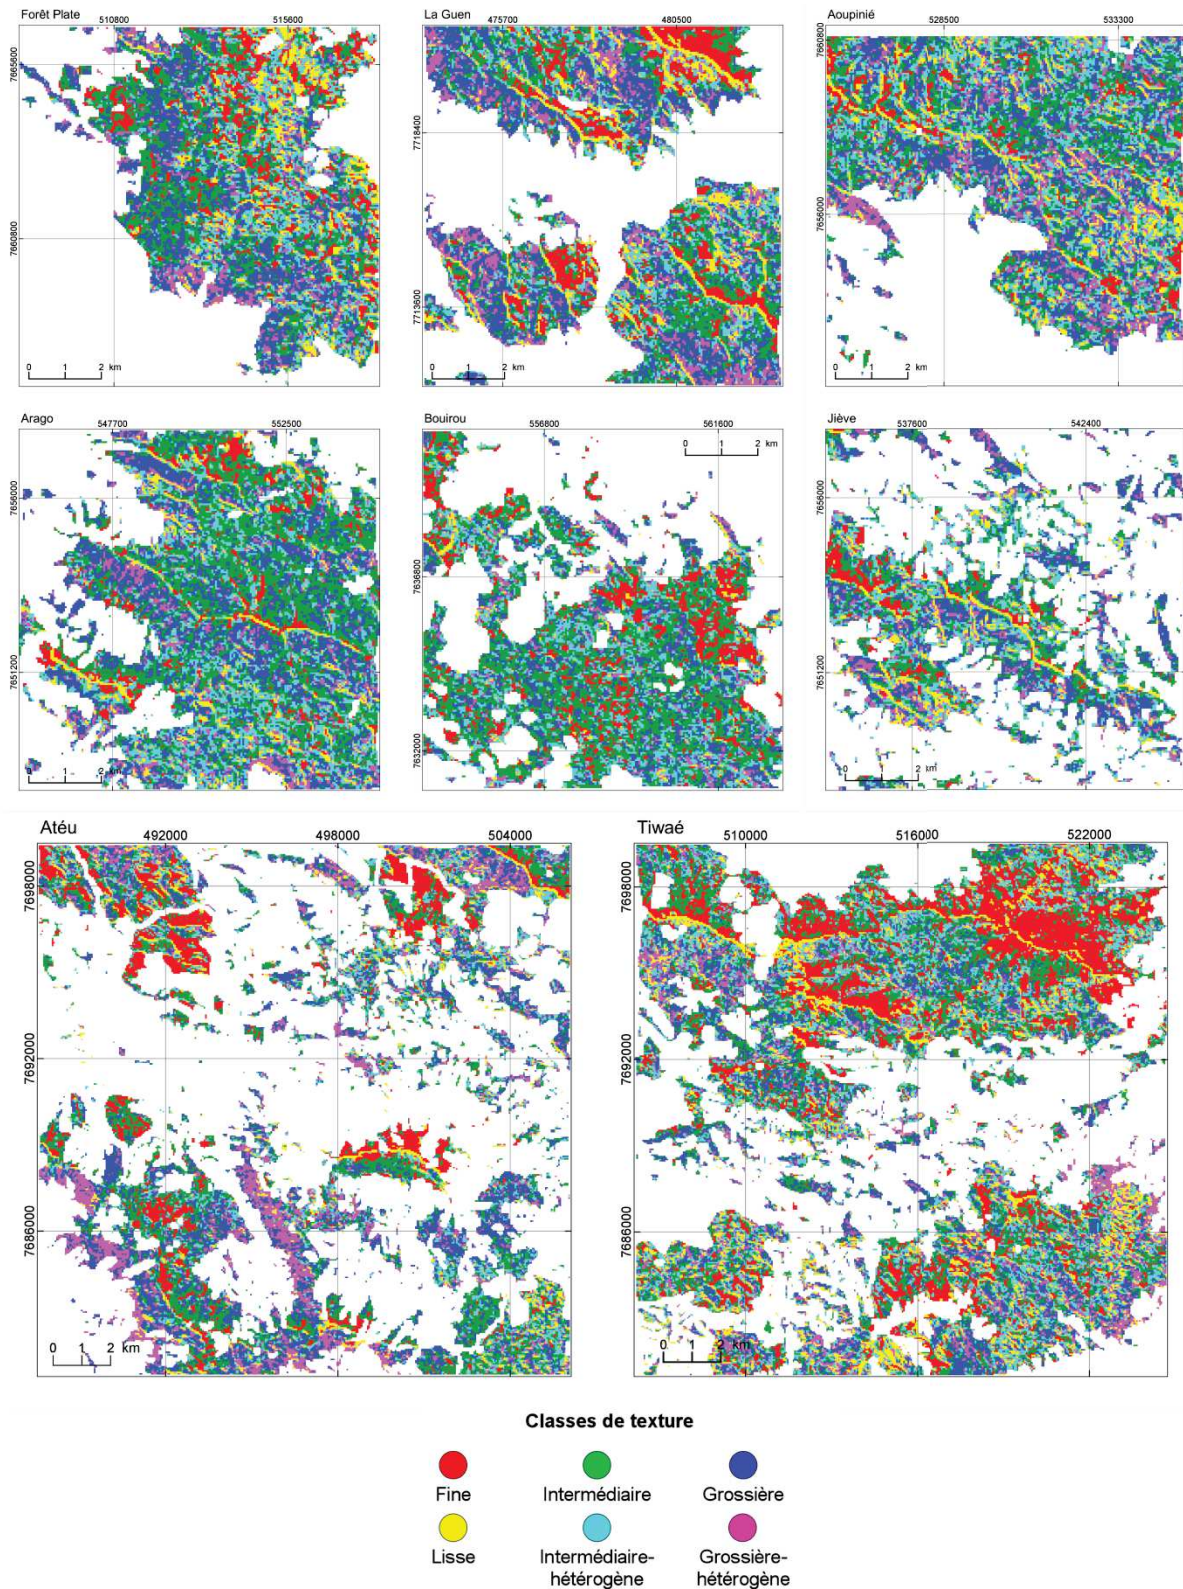 Forêt Plate
510800
515600
7665600
7660800
0 1 2 km
La Guen
475700
480500
7718400
7713600
0 1 2 km
Aoupinié
528500
533300
7660800
7656000
0 1 2 km
Arago
547700
552500
7656000
7651200
0 1 2 km
Bouirou
556800
561600
7636800
7632000
0 1 2 km
Jiève
537600
542400
7656000
7651200
0 1 2 km
Atéu
492000
498000
504000
7698000
7692000
7686000
0 1 2 km
Tiwaé
510000
516000
522000
7698000
7692000
7686000
0 1 2 km
Classes de texture
Fine
Intermédiaire
Grossière
Lisse
Intermédiaire-
hétérogène
Grossière-
hétérogène